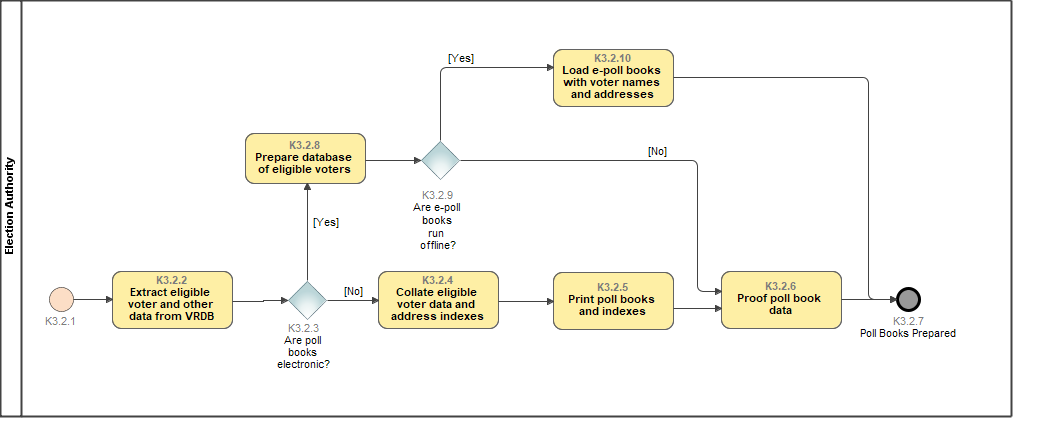 Election Authority
[Yes]
K3.2.10
Load e-poll books
with voter names
and addresses
K3.2.8
Prepare database
of eligible voters
[No]
K3.2.9
Are e-poll
books
run
offline?
[Yes]
K3.2.1
K3.2.2
Extract eligible
voter and other
data from VRDB
K3.2.3
Are poll
books
electronic?
[No]
K3.2.4
Collate eligible
voter data and
address indexes
K3.2.5
Print poll books
and indexes
K3.2.6
Proof poll book
data
K3.2.7
Poll Books Prepared